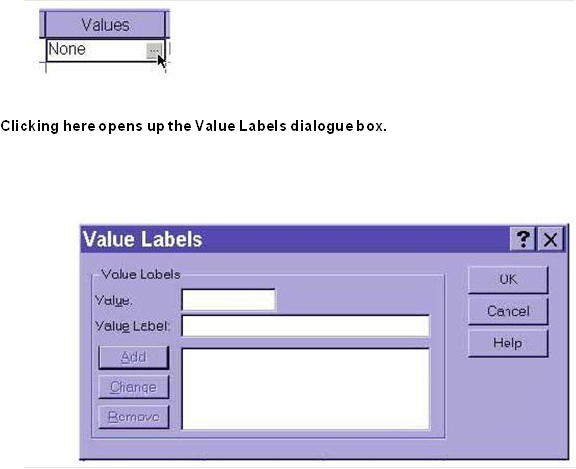 Values
None ...
Clicking here opens up the Value Labels dialogue box.
Value Labels ? X
Value Labels
Value:
Value Label:
Add
Change
Remove
OK
Cancel
Help